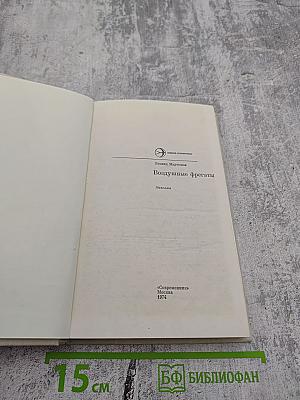 Леонид Мартынов
Воздушные фрегаты
Новеллы
«Современник»
Москва
1974
15 см
БФ БИБЛИОФАН